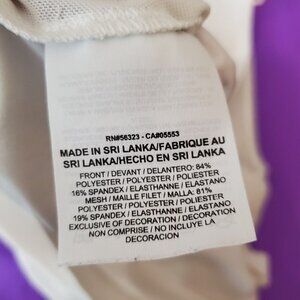 RN#56323 - CA#05553
MADE IN SRI LANKA/FABRIQUE AU
SRI LANKA/HECHO EN SRI LANKA
FRONT / DEVANT / DELANTERO: 84%
POLYESTER / POLYESTER / POLIESTER
16% SPANDEX / ELASTHANNE / ELASTANO
MESH / MAILLE FILET / MALLA: 81%
POLYESTER / POLYESTER / POLIESTER
19% SPANDEX / ELASTHANNE / ELASTANO
EXCLUSIVE OF DECORATION / DECORATION
NON COMPRISE / NO INCLUYE LA
DECORACION